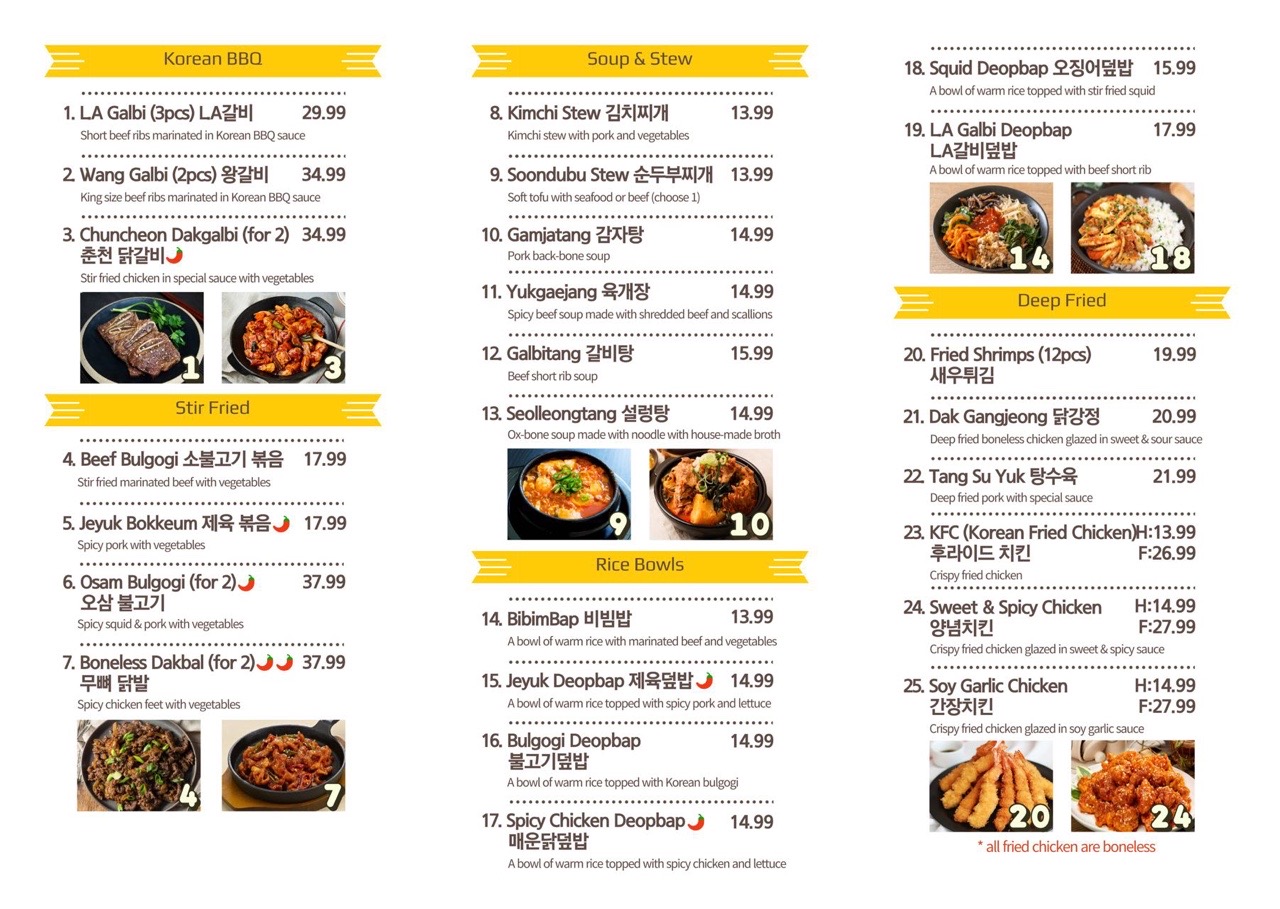 Korean BBQ
1. LA Galbi (3pcs) LA갈비 29.99
Short beef ribs marinated in Korean BBQ sauce
2. Wang Galbi (2pcs) 왕갈비 34.99
King size beef ribs marinated in Korean BBQ sauce
3. Chuncheon Dakgalbi (for 2) 34.99
춘천 닭갈비
Stir fried chicken in special sauce with vegetables
1 3
Stir Fried
4. Beef Bulgogi 소불고기 볶음 17.99
Stir fried marinated beef with vegetables
5. Jeyuk Bokkeum 제육 볶음 17.99
Spicy pork with vegetables
6. Osam Bulgogi (for 2) 37.99
오삼 불고기
Spicy squid & pork with vegetables
7. Boneless Dakbal (for 2) 37.99
무뼈 닭발
Spicy chicken feet with vegetables
4 7
Soup & Stew
8. Kimchi Stew 김치찌개 13.99
Kimchi stew with pork and vegetables
9. Soondubu Stew 순두부찌개 13.99
Soft tofu with seafood or beef (choose 1)
10. Gamjatang 감자탕 14.99
Pork back-bone soup
11. Yukgaejang 육개장 14.99
Spicy beef soup made with shredded beef and scallions
12. Galbitang 갈비탕 15.99
Beef short rib soup
13. Seolleongtang 설렁탕 14.99
Ox-bone soup made with noodle with house-made broth
9 10
Rice Bowls
14. BibimBap 비빔밥 13.99
A bowl of warm rice with marinated beef and vegetables
15. Jeyuk Deopbap 제육덮밥 14.99
A bowl of warm rice topped with spicy pork and lettuce
16. Bulgogi Deopbap 14.99
불고기덮밥
A bowl of warm rice topped with Korean bulgogi
17. Spicy Chicken Deopbap 14.99
매운닭덮밥
A bowl of warm rice topped with spicy chicken and lettuce
18. Squid Deopbap 오징어덮밥 15.99
A bowl of warm rice topped with stir fried squid
19. LA Galbi Deopbap 17.99
LA갈비덮밥
A bowl of warm rice topped with beef short rib
14 18
Deep Fried
20. Fried Shrimps (12pcs) 19.99
새우튀김
21. Dak Gangjeong 닭강정 20.99
Deep fried boneless chicken glazed in sweet & sour sauce
22. Tang Su Yuk 탕수육 21.99
Deep fried pork with special sauce
23. KFC (Korean Fried Chicken)H:13.99
후라이드 치킨 F:26.99
Crispy fried chicken
24. Sweet & Spicy Chicken H:14.99
양념치킨 F:27.99
Crispy fried chicken glazed in sweet & spicy sauce
25. Soy Garlic Chicken H:14.99
간장치킨 F:27.99
Crispy fried chicken glazed in soy garlic sauce
20 24
* all fried chicken are boneless